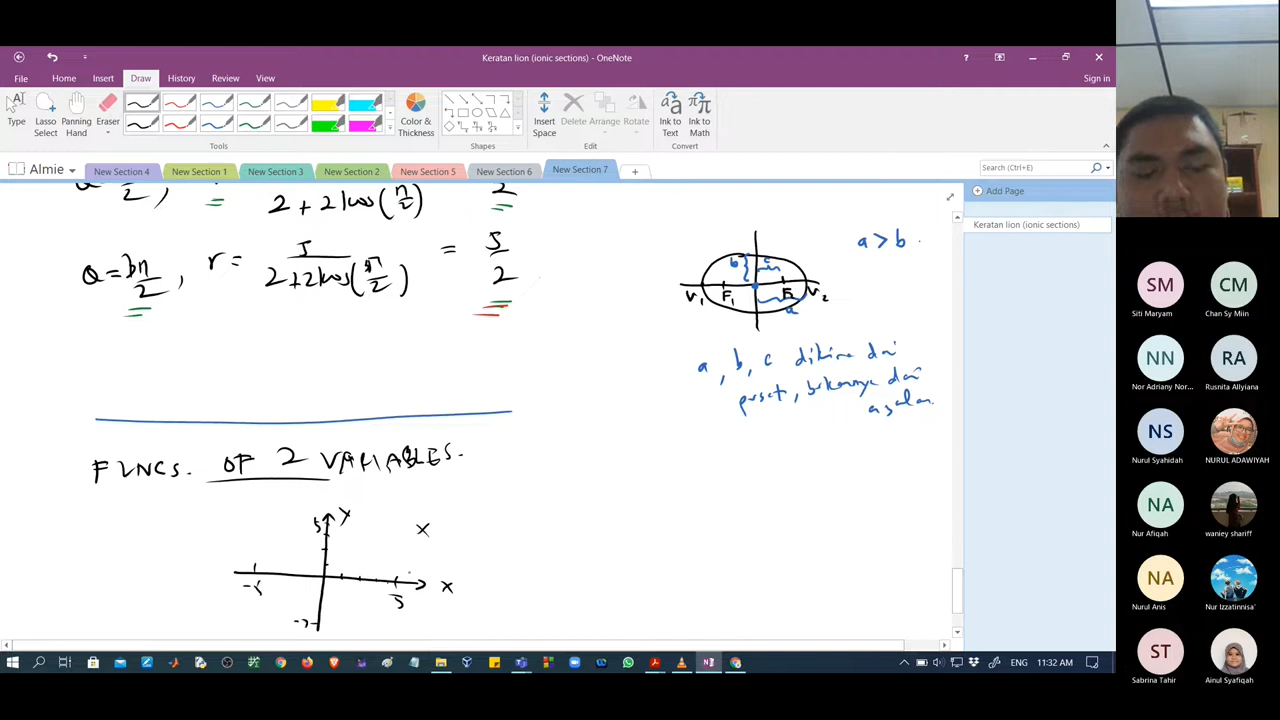 Keratan lion (ionic sections) - OneNote
?
File
Home
Insert
Draw
History
Review
View
Sign in
Type
Lasso Select
Panning Hand
Eraser
Color & Thickness
Insert Space
Delete
Arrange
Rotate
Ink to Text
Ink to Math
Tools
Shapes
Convert
Almie
New Section 4
New Section 1
New Section 3
New Section 2
New Section 5
New Section 6
New Section 7
+
Search (Ctrl+E)
Add Page
Keratan lion (ionic sections)
2 + 2 kos(π/2)
2
r = 5 / (2 + 2 kos(π/2)) = 5/2
a > b
b
c
V1
F1
F2
V2
a
a, b, c dikira dari
pusat, bukannya dari
asalan.
FUNCS. OF 2 VARIABLES.
5
y
x
x
5
SM
Siti Maryam
CM
Chan Sy Miin
NN
Nor Adriany Nor...
RA
Rusnita Allyiana
NS
Nurul Syahidah
NURUL ADAWIYAH
NA
Nur Afiqah
waniey shariff
NA
Nurul Anis
Nur Izzatinnisa'
ST
Sabrina Tahir
Ainul Syafiqah
ENG
11:32 AM